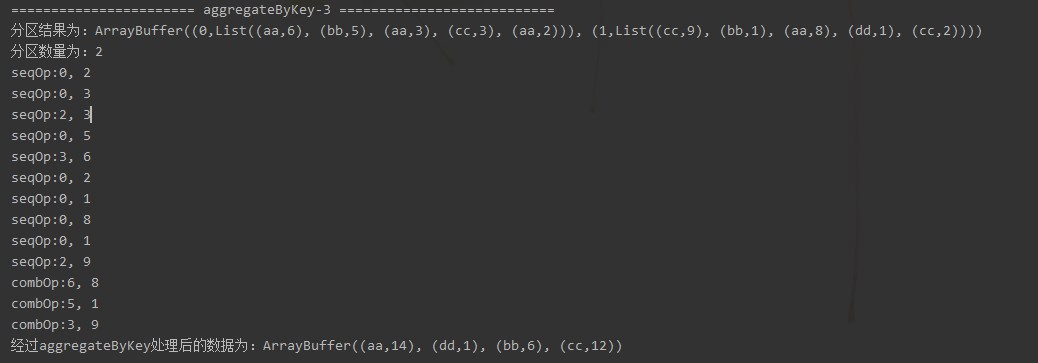 ======================= aggregateByKey-3 ===========================
分区结果为：ArrayBuffer((0,List((aa,6), (bb,5), (aa,3), (cc,3), (aa,2))), (1,List((cc,9), (bb,1), (aa,8), (dd,1), (cc,2))))
分区数量为：2
seqOp:0, 2
seqOp:0, 3
seqOp:2, 3
seqOp:0, 5
seqOp:3, 6
seqOp:0, 2
seqOp:0, 1
seqOp:0, 8
seqOp:0, 1
seqOp:2, 9
combOp:6, 8
combOp:5, 1
combOp:3, 9
经过aggregateByKey处理后的数据为：ArrayBuffer((aa,14), (dd,1), (bb,6), (cc,12))